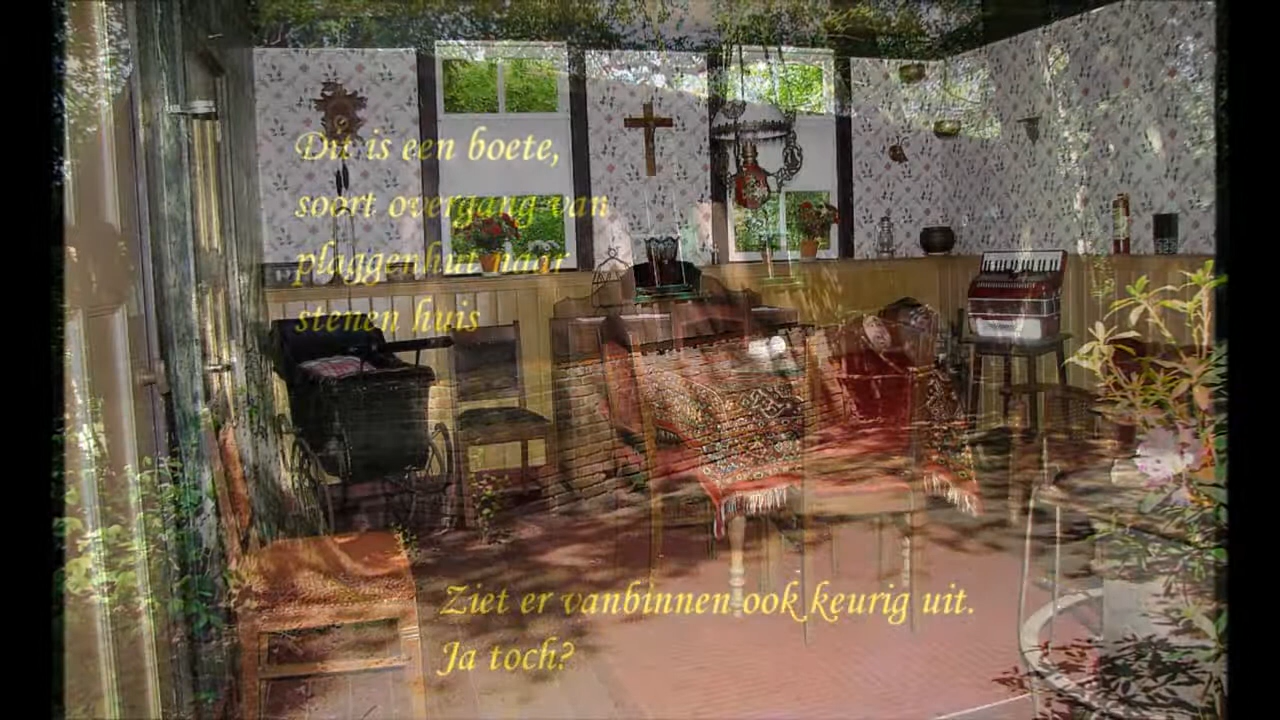 Dit is een boete,
soort overgang van
plaggenhut naar
stenen huis
Ziet er vanbinnen ook keurig uit.
Ja toch?